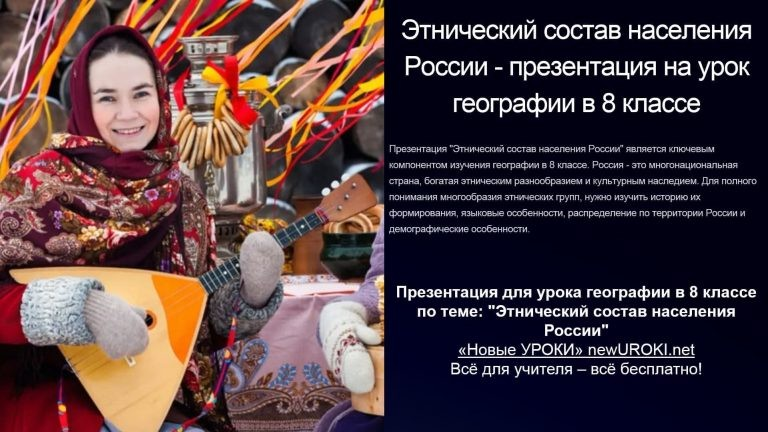 Этнический состав населения
России - презентация на урок
географии в 8 классе
Презентация "Этнический состав населения России" является ключевым
компонентом изучения географии в 8 классе. Россия - это многонациональная
страна, богатая этническим разнообразием и культурным наследием. Для полного
понимания многообразия этнических групп, нужно изучить историю их
формирования, языковые особенности, распределение по территории России и
демографические особенности.
Презентация для урока географии в 8 классе
по теме: "Этнический состав населения
России"
«Новые УРОКИ» newUROKI.net
Всё для учителя – всё бесплатно!